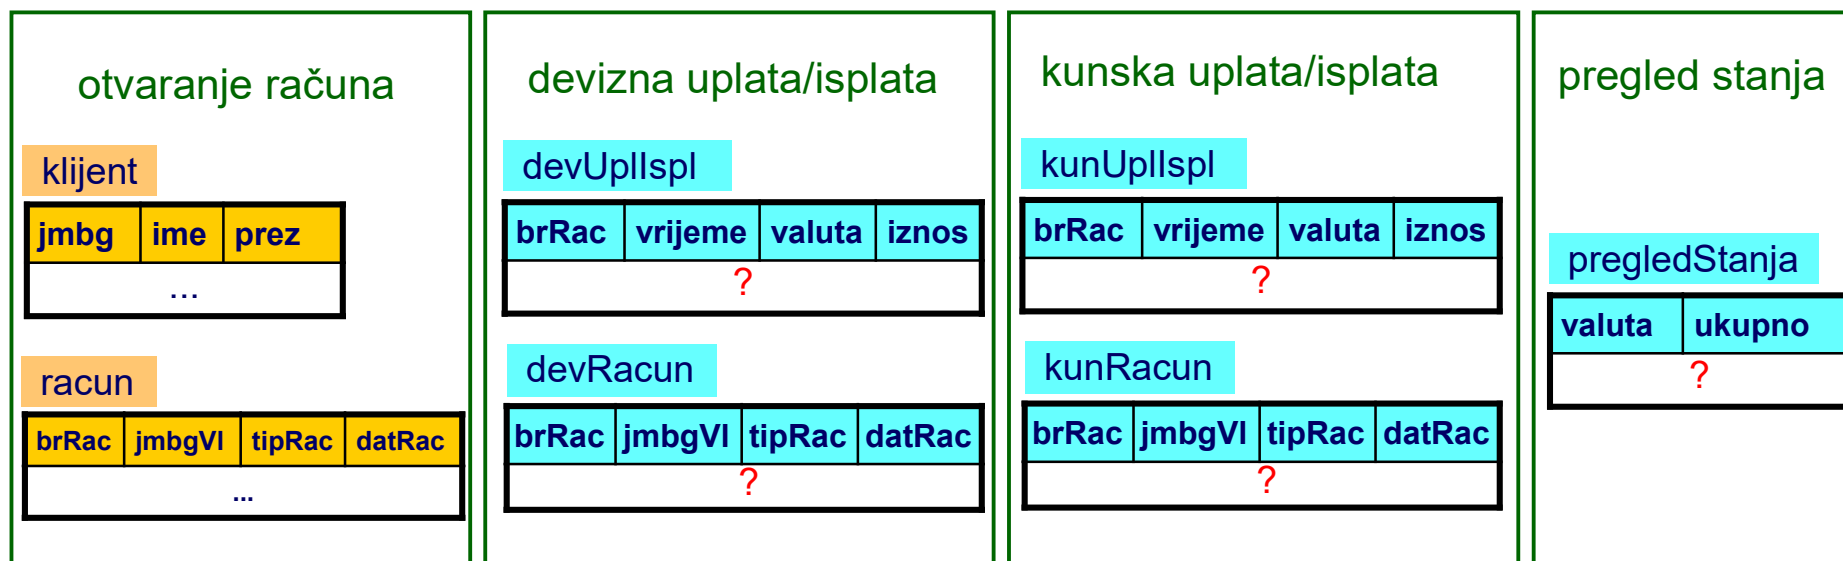 otvaranje računa
klijent
jmbg ime prez
...
racun
brRac jmbgVl tipRac datRac
...
devizna uplata/isplata
devUplIspl
brRac vrijeme valuta iznos
?
devRacun
brRac jmbgVl tipRac datRac
?
kunska uplata/isplata
kunUplIspl
brRac vrijeme valuta iznos
?
kunRacun
brRac jmbgVl tipRac datRac
?
pregled stanja
pregledStanja
valuta ukupno
?